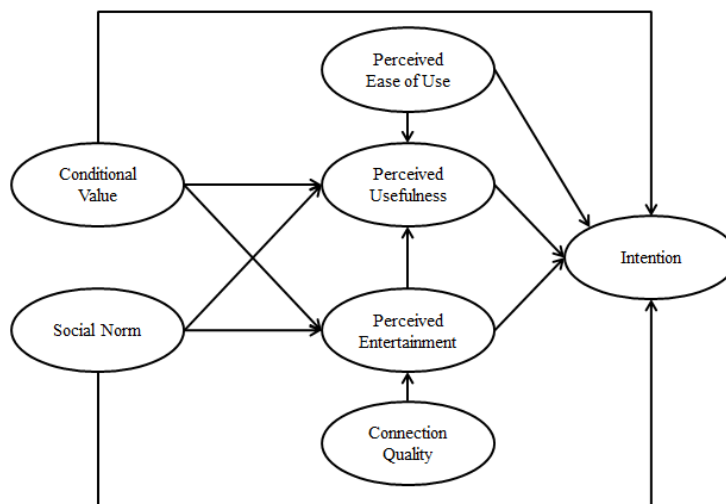 Perceived
Ease of Use
Conditional
Value
Perceived
Usefulness
Intention
Social Norm
Perceived
Entertainment
Connection
Quality